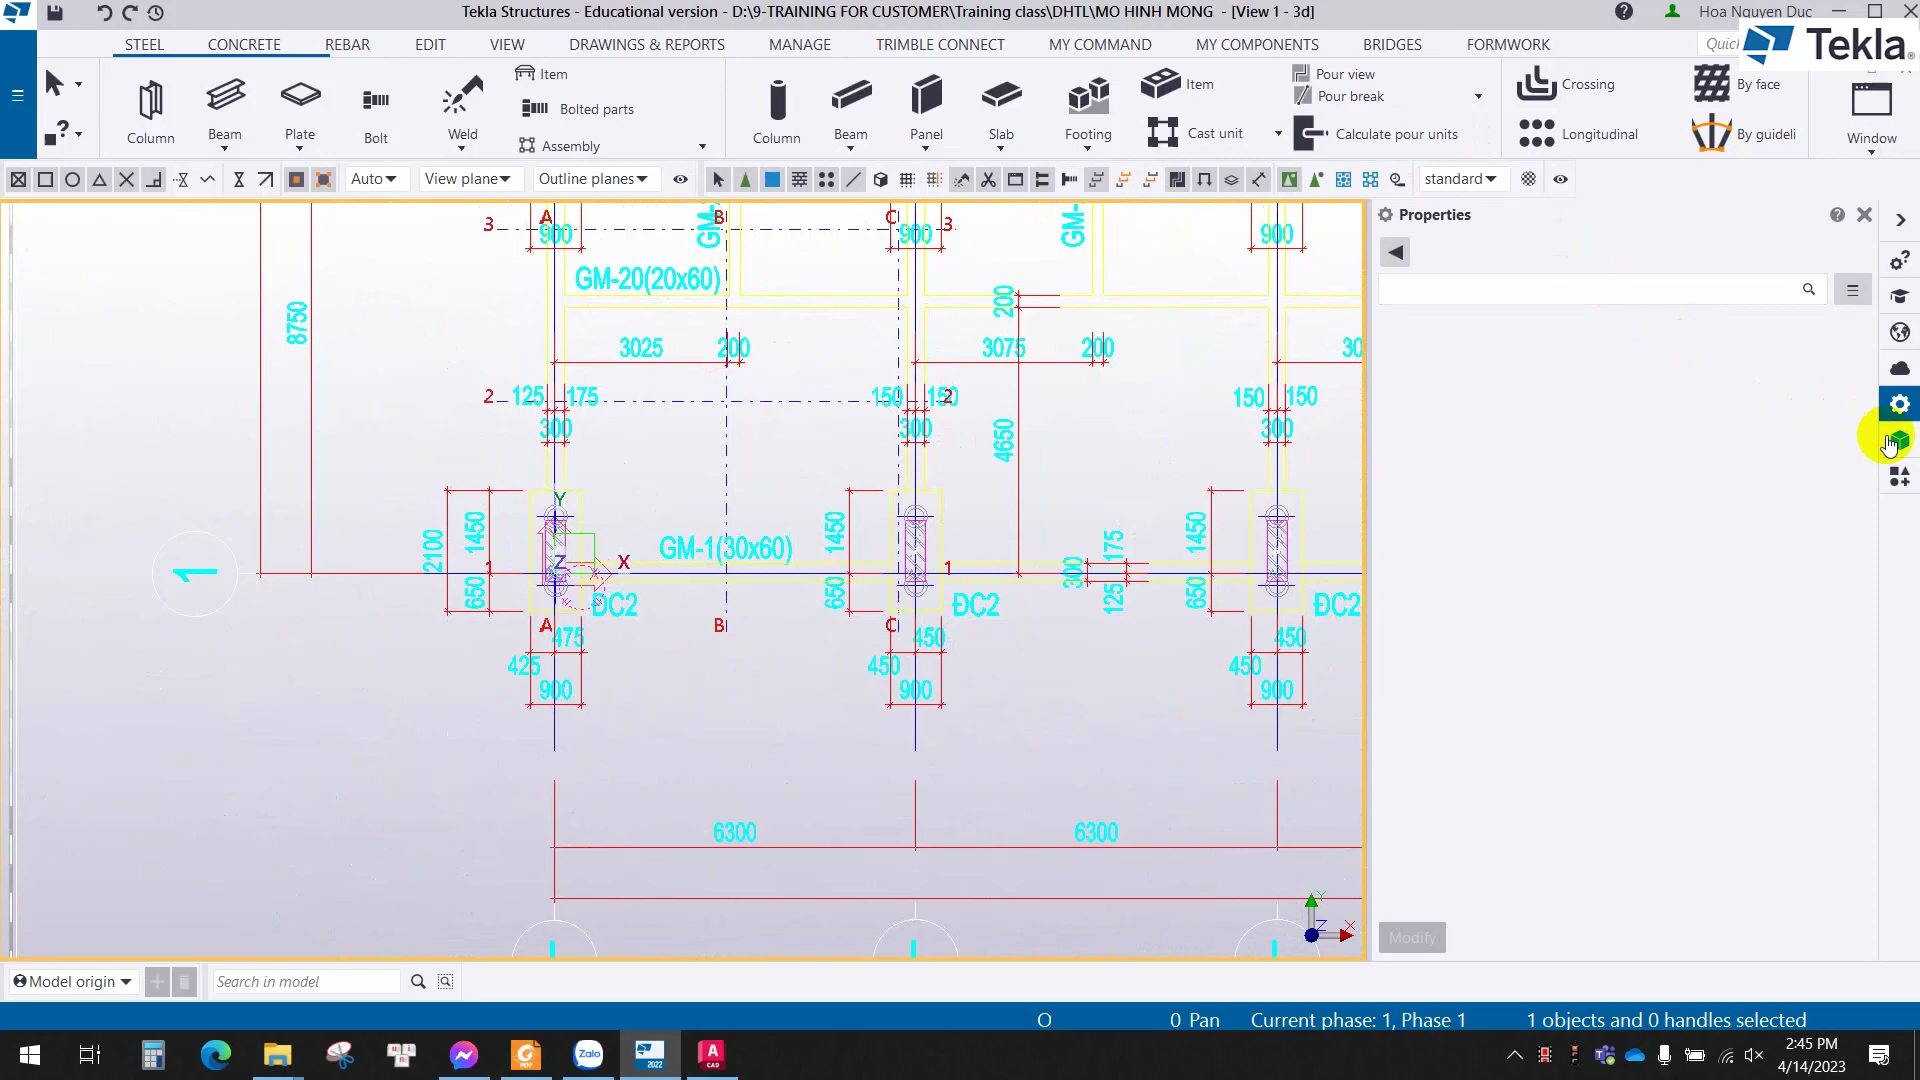 Tekla Structures - Educational version - D:\9-TRAINING FOR CUSTOMER\Training class\DHTL\MO HINH MONG - [View 1 - 3d]
Hoa Nguyen Duc
STEEL CONCRETE REBAR EDIT VIEW DRAWINGS & REPORTS MANAGE TRIMBLE CONNECT MY COMMAND MY COMPONENTS BRIDGES FORMWORK
Tekla
Item
Bolted parts
Assembly
Column Beam Plate Bolt Weld
Column Beam Panel Slab Footing
Item
Cast unit
Pour view
Pour break
Calculate pour units
Crossing
Longitudinal
By face
By guideli
Window
Auto View plane Outline planes standard
Properties
3 A B C 3
900 GM- 900 GM- 900
GM-20(20x60)
8750 200
3025 200 3075 200 30
2 125 175 150 150 2 150 150
300 300 4650 300
Y
2100 1450 1450 175 1450
GM-1(30x60)
Z X 1 1 300
1
650 650 125 650
ĐC2 ĐC2 ĐC2
A B C
475 450 450
425 450 450
900 900 900
6300 6300
Y
Z X
Modify
Model origin Search in model
O 0 Pan Current phase: 1, Phase 1 1 objects and 0 handles selected
Zalo 2022 A CAD
2:45 PM
4/14/2023